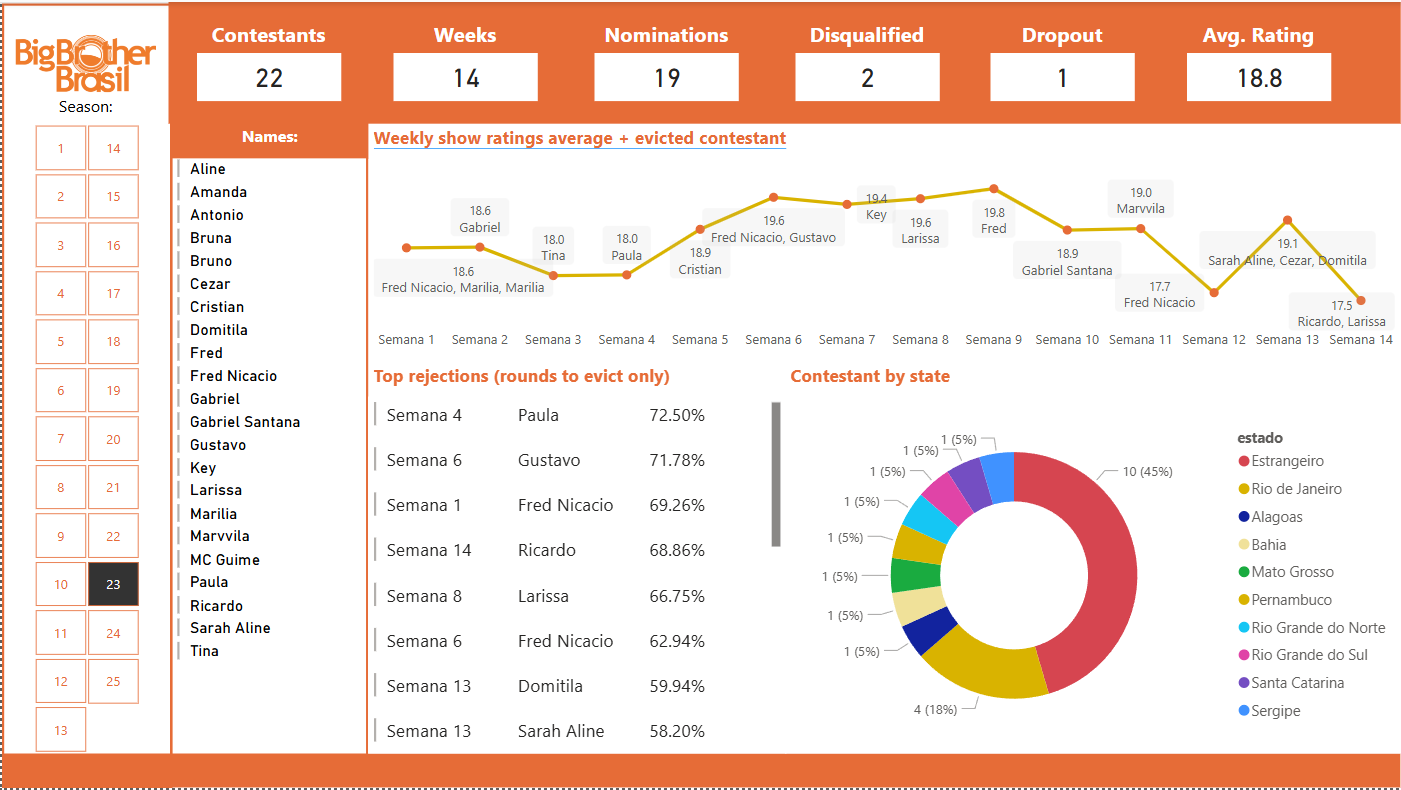 Big Brother
Brasil
Season:
1 14
2 15
3 16
4 17
5 18
6 19
7 20
8 21
9 22
10 23
11 24
12 25
13
Contestants
22
Weeks
14
Nominations
19
Disqualified
2
Dropout
1
Avg. Rating
18.8
Names:
Aline
Amanda
Antonio
Bruna
Bruno
Cezar
Cristian
Domitila
Fred
Fred Nicacio
Gabriel
Gabriel Santana
Gustavo
Key
Larissa
Marilia
Marvvila
MC Guime
Paula
Ricardo
Sarah Aline
Tina
Weekly show ratings average + evicted contestant
18.6
Fred Nicacio, Marilia, Marilia
18.6
Gabriel
18.0
Tina
18.0
Paula
18.9
Cristian
19.6
Fred Nicacio, Gustavo
19.4
Key
19.6
Larissa
19.8
Fred
18.9
Gabriel Santana
19.0
Marvvila
17.7
Fred Nicacio
19.1
Sarah Aline, Cezar, Domitila
17.5
Ricardo, Larissa
Semana 1 Semana 2 Semana 3 Semana 4 Semana 5 Semana 6 Semana 7 Semana 8 Semana 9 Semana 10 Semana 11 Semana 12 Semana 13 Semana 14
Top rejections (rounds to evict only)
Semana 4 Paula 72.50%
Semana 6 Gustavo 71.78%
Semana 1 Fred Nicacio 69.26%
Semana 14 Ricardo 68.86%
Semana 8 Larissa 66.75%
Semana 6 Fred Nicacio 62.94%
Semana 13 Domitila 59.94%
Semana 13 Sarah Aline 58.20%
Contestant by state
10 (45%)
4 (18%)
1 (5%)
1 (5%)
1 (5%)
1 (5%)
1 (5%)
1 (5%)
1 (5%)
1 (5%)
estado
Estrangeiro
Rio de Janeiro
Alagoas
Bahia
Mato Grosso
Pernambuco
Rio Grande do Norte
Rio Grande do Sul
Santa Catarina
Sergipe